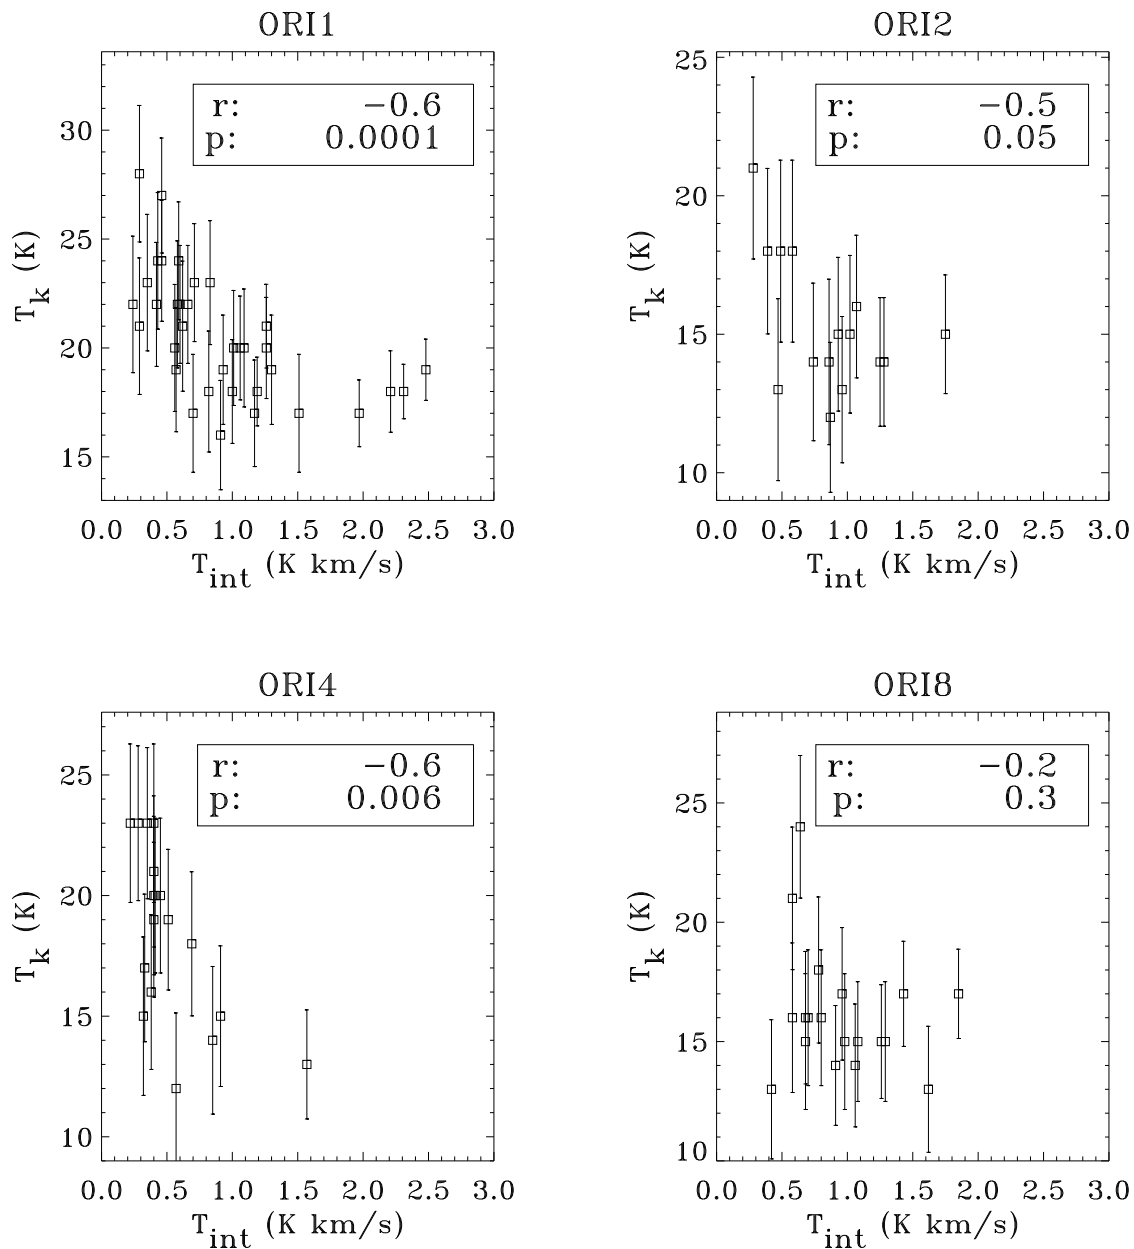 ORI1
r: −0.6
p: 0.0001
30
25
20
15
T_k (K)
0.0 0.5 1.0 1.5 2.0 2.5 3.0
T_int (K km/s)
ORI2
r: −0.5
p: 0.05
25
20
15
10
T_k (K)
0.0 0.5 1.0 1.5 2.0 2.5 3.0
T_int (K km/s)
ORI4
r: −0.6
p: 0.006
25
20
15
10
T_k (K)
0.0 0.5 1.0 1.5 2.0 2.5 3.0
T_int (K km/s)
ORI8
r: −0.2
p: 0.3
25
20
15
10
T_k (K)
0.0 0.5 1.0 1.5 2.0 2.5 3.0
T_int (K km/s)